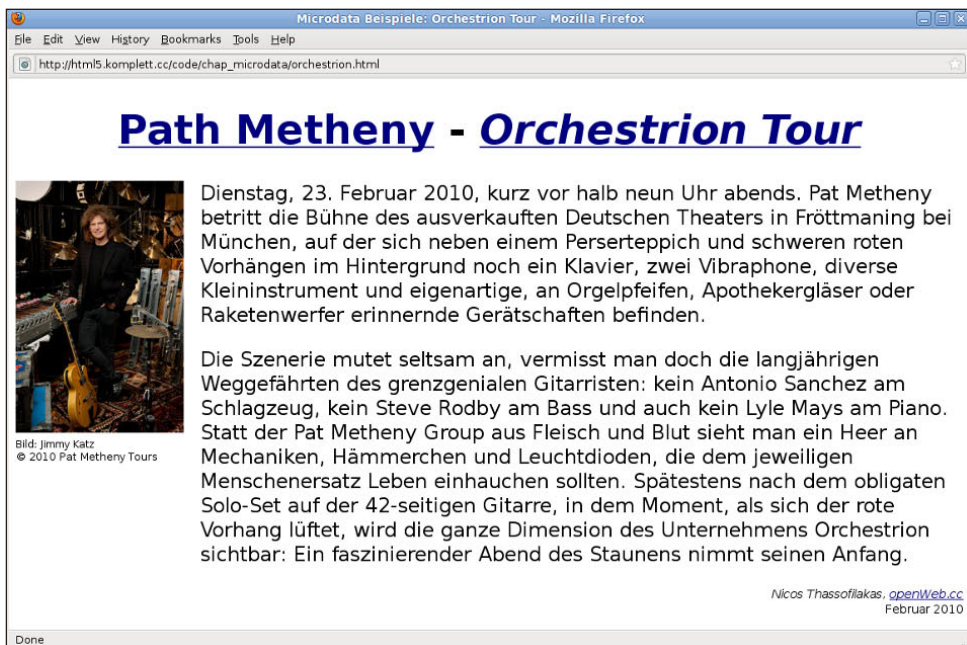 Microdata Beispiele: Orchestrion Tour - Mozilla Firefox
File Edit View History Bookmarks Tools Help
http://html5.komplett.cc/code/chap_microdata/orchestrion.html
Path Metheny - Orchestrion Tour
Dienstag, 23. Februar 2010, kurz vor halb neun Uhr abends. Pat Metheny
betritt die Bühne des ausverkauften Deutschen Theaters in Fröttmaning bei
München, auf der sich neben einem Perserteppich und schweren roten
Vorhängen im Hintergrund noch ein Klavier, zwei Vibraphone, diverse
Kleininstrument und eigenartige, an Orgelpfeifen, Apothekergläser oder
Raketenwerfer erinnernde Gerätschaften befinden.
Die Szenerie mutet seltsam an, vermisst man doch die langjährigen
Weggefährten des grenzgenialen Gitarristen: kein Antonio Sanchez am
Schlagzeug, kein Steve Rodby am Bass und auch kein Lyle Mays am Piano.
Statt der Pat Metheny Group aus Fleisch und Blut sieht man ein Heer an
Mechaniken, Hämmerchen und Leuchtdioden, die dem jeweiligen
Menschenersatz Leben einhauchen sollten. Spätestens nach dem obligaten
Solo-Set auf der 42-seitigen Gitarre, in dem Moment, als sich der rote
Vorhang lüftet, wird die ganze Dimension des Unternehmens Orchestrion
sichtbar: Ein faszinierender Abend des Staunens nimmt seinen Anfang.
Bild: Jimmy Katz
© 2010 Pat Metheny Tours
Nicos Thassofilakas, openWeb.cc
Februar 2010
Done